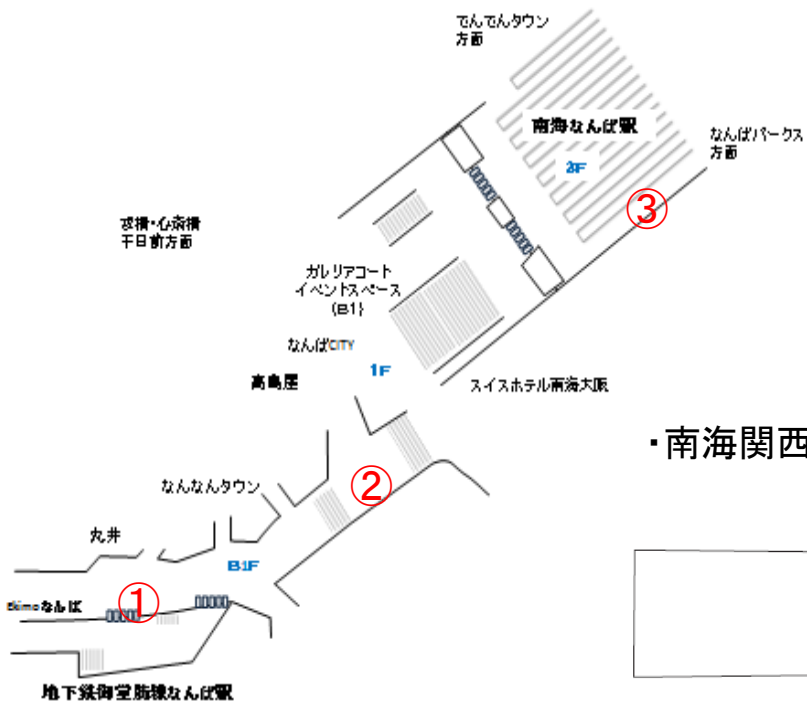 でんでんタウン
方面
南海なんば駅
なんばパークス
方面
③
戎橋・心斎橋
千日前方面
ガレリアコート
イベントスペース
(B1)
なんばCITY
1F
高島屋
スイスホテル南海大阪
・南海関西
②
なんなんタウン
丸井
B1F
Ekimoなんば
①
地下鉄御堂筋線なんば駅